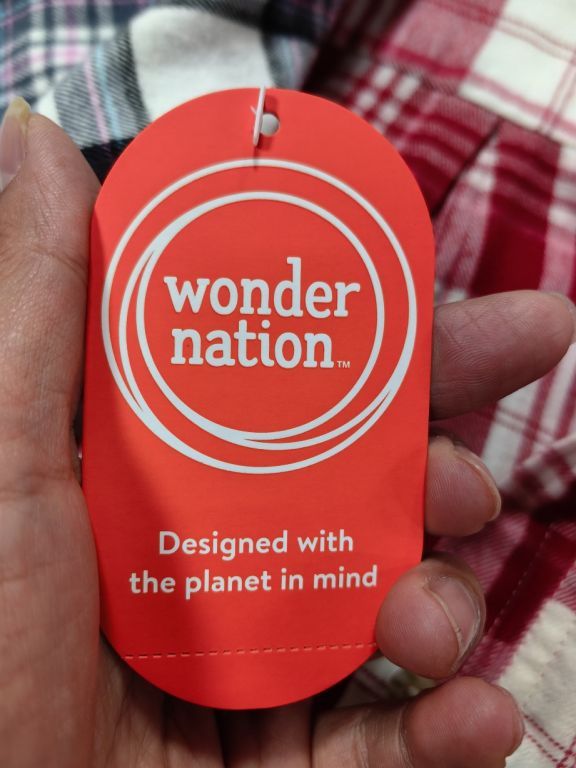 wonder
nation™
Designed with
the planet in mind